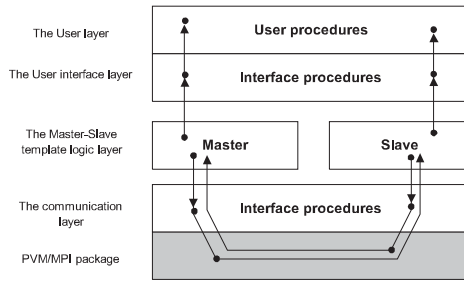 The User layer
User procedures
The User interface layer
Interface procedures
The Master-Slave
template logic layer
Master
Slave
The communication
layer
Interface procedures
PVM/MPI package